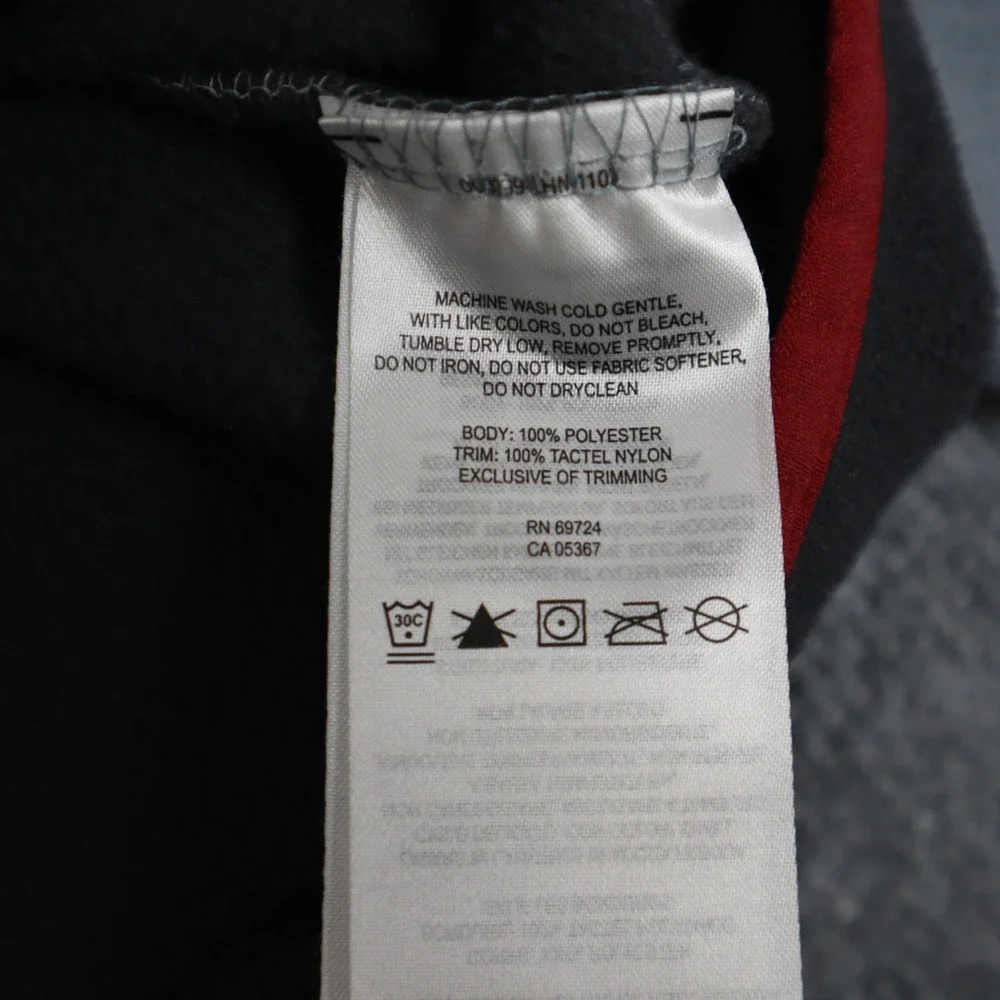 MACHINE WASH COLD GENTLE,
WITH LIKE COLORS, DO NOT BLEACH,
TUMBLE DRY LOW, REMOVE PROMPTLY,
DO NOT IRON, DO NOT USE FABRIC SOFTENER,
DO NOT DRYCLEAN
BODY: 100% POLYESTER
TRIM: 100% TACTEL NYLON
EXCLUSIVE OF TRIMMING
RN 69724
CA 05367
30C